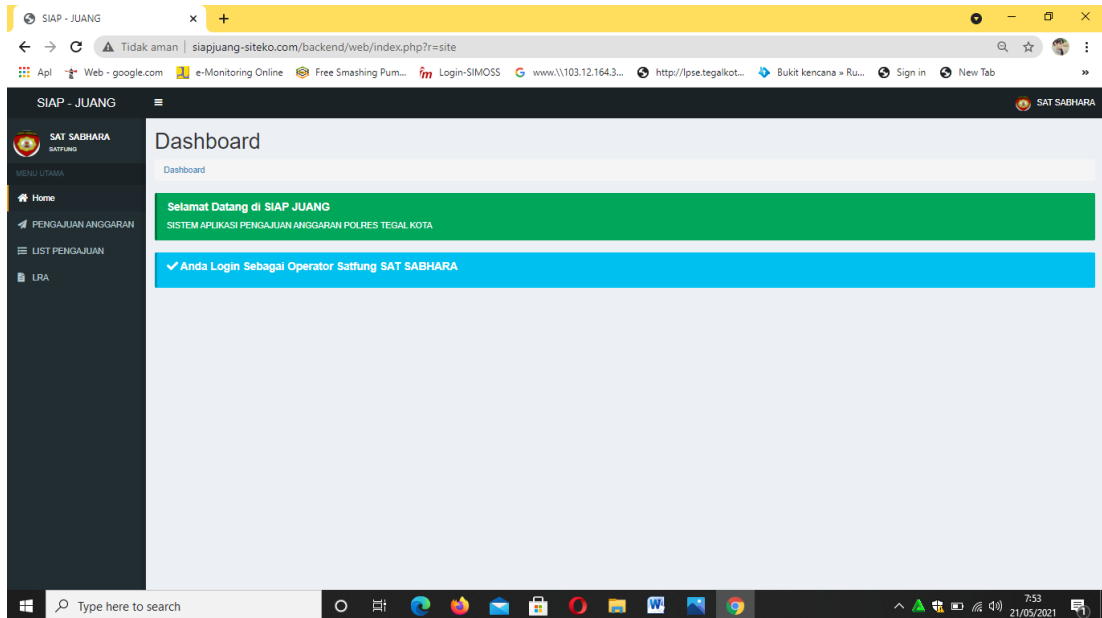 SIAP - JUANG
Tidak aman | siapjuang-siteko.com/backend/web/index.php?r=site
Apl Web - google.com e-Monitoring Online Free Smashing Pum... Login-SIMOSS www.\\103.12.164.3... http://lpse.tegalkot... Bukit kencana » Ru... Sign in New Tab »
SIAP - JUANG SAT SABHARA
SAT SABHARA
SATFUNG
MENU UTAMA
Home
PENGAJUAN ANGGARAN
LIST PENGAJUAN
LRA
Dashboard
Dashboard
Selamat Datang di SIAP JUANG
SISTEM APLIKASI PENGAJUAN ANGGARAN POLRES TEGAL KOTA
Anda Login Sebagai Operator Satfung SAT SABHARA
Type here to search
7:53
21/05/2021
1